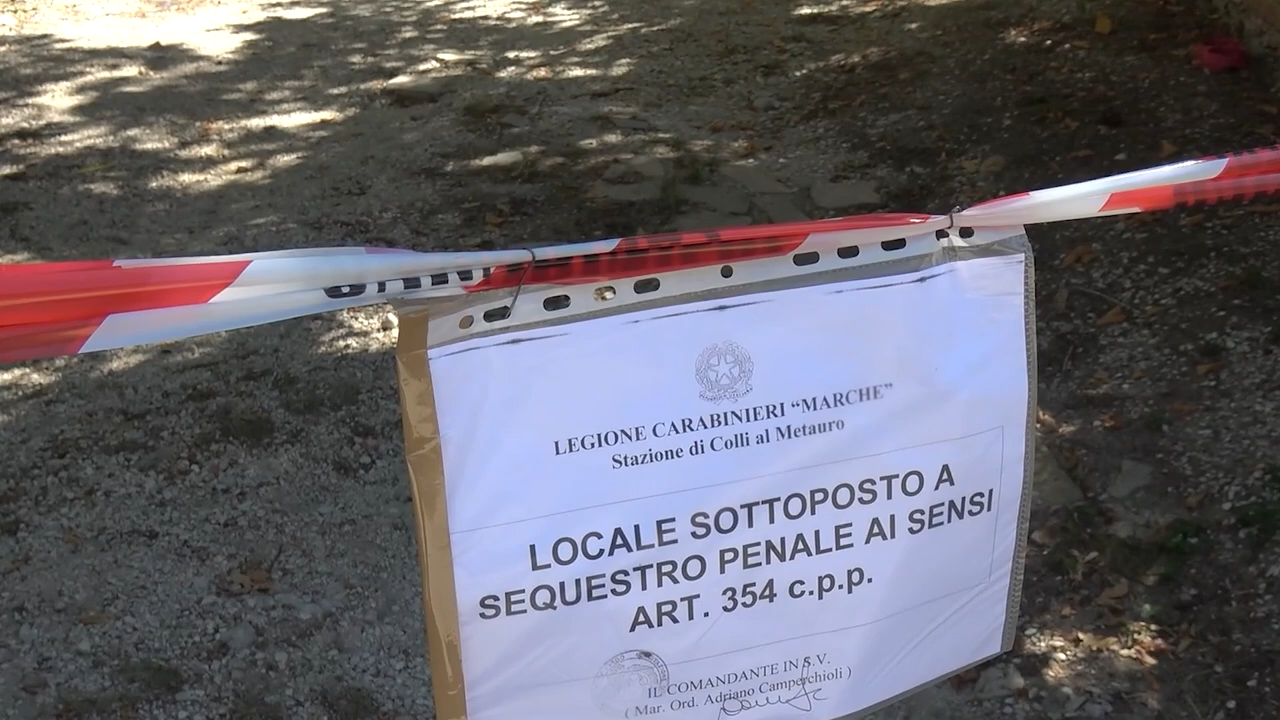 LEGIONE CARABINIERI “MARCHE”
Stazione di Colli al Metauro
LOCALE SOTTOPOSTO A
SEQUESTRO PENALE AI SENSI
ART. 354 c.p.p.
IL COMANDANTE IN S.V.
( Mar. Ord. Adriano Camperchioli )